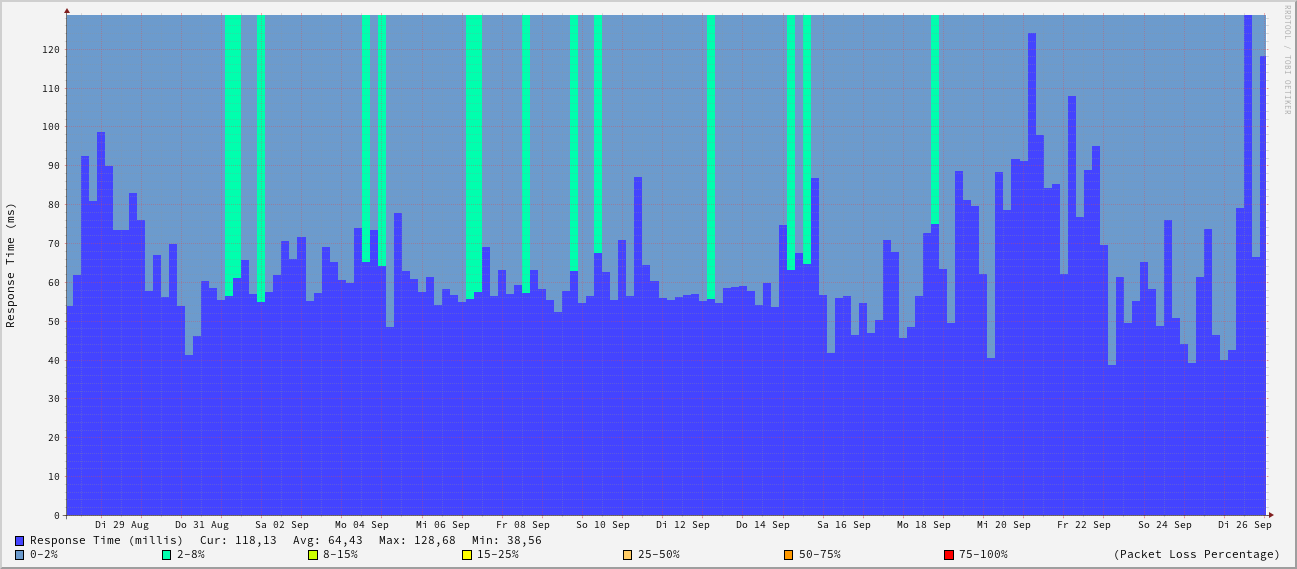 RRDTOOL / TOBI OETIKER
Response Time (ms)
120
110
100
90
80
70
60
50
40
30
20
10
0
Di 29 Aug Do 31 Aug Sa 02 Sep Mo 04 Sep Mi 06 Sep Fr 08 Sep So 10 Sep Di 12 Sep Do 14 Sep Sa 16 Sep Mo 18 Sep Mi 20 Sep Fr 22 Sep So 24 Sep Di 26 Sep
Response Time (millis) Cur: 118,13 Avg: 64,43 Max: 128,68 Min: 38,56
0-2% 2-8% 8-15% 15-25% 25-50% 50-75% 75-100% (Packet Loss Percentage)